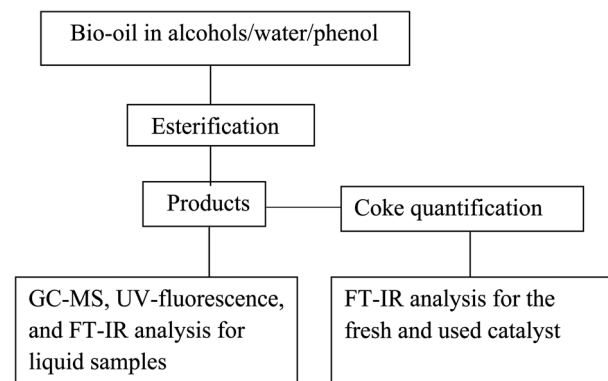 Bio-oil in alcohols/water/phenol
Esterification
Products
Coke quantification
GC-MS, UV-fluorescence,
and FT-IR analysis for
liquid samples
FT-IR analysis for the
fresh and used catalyst